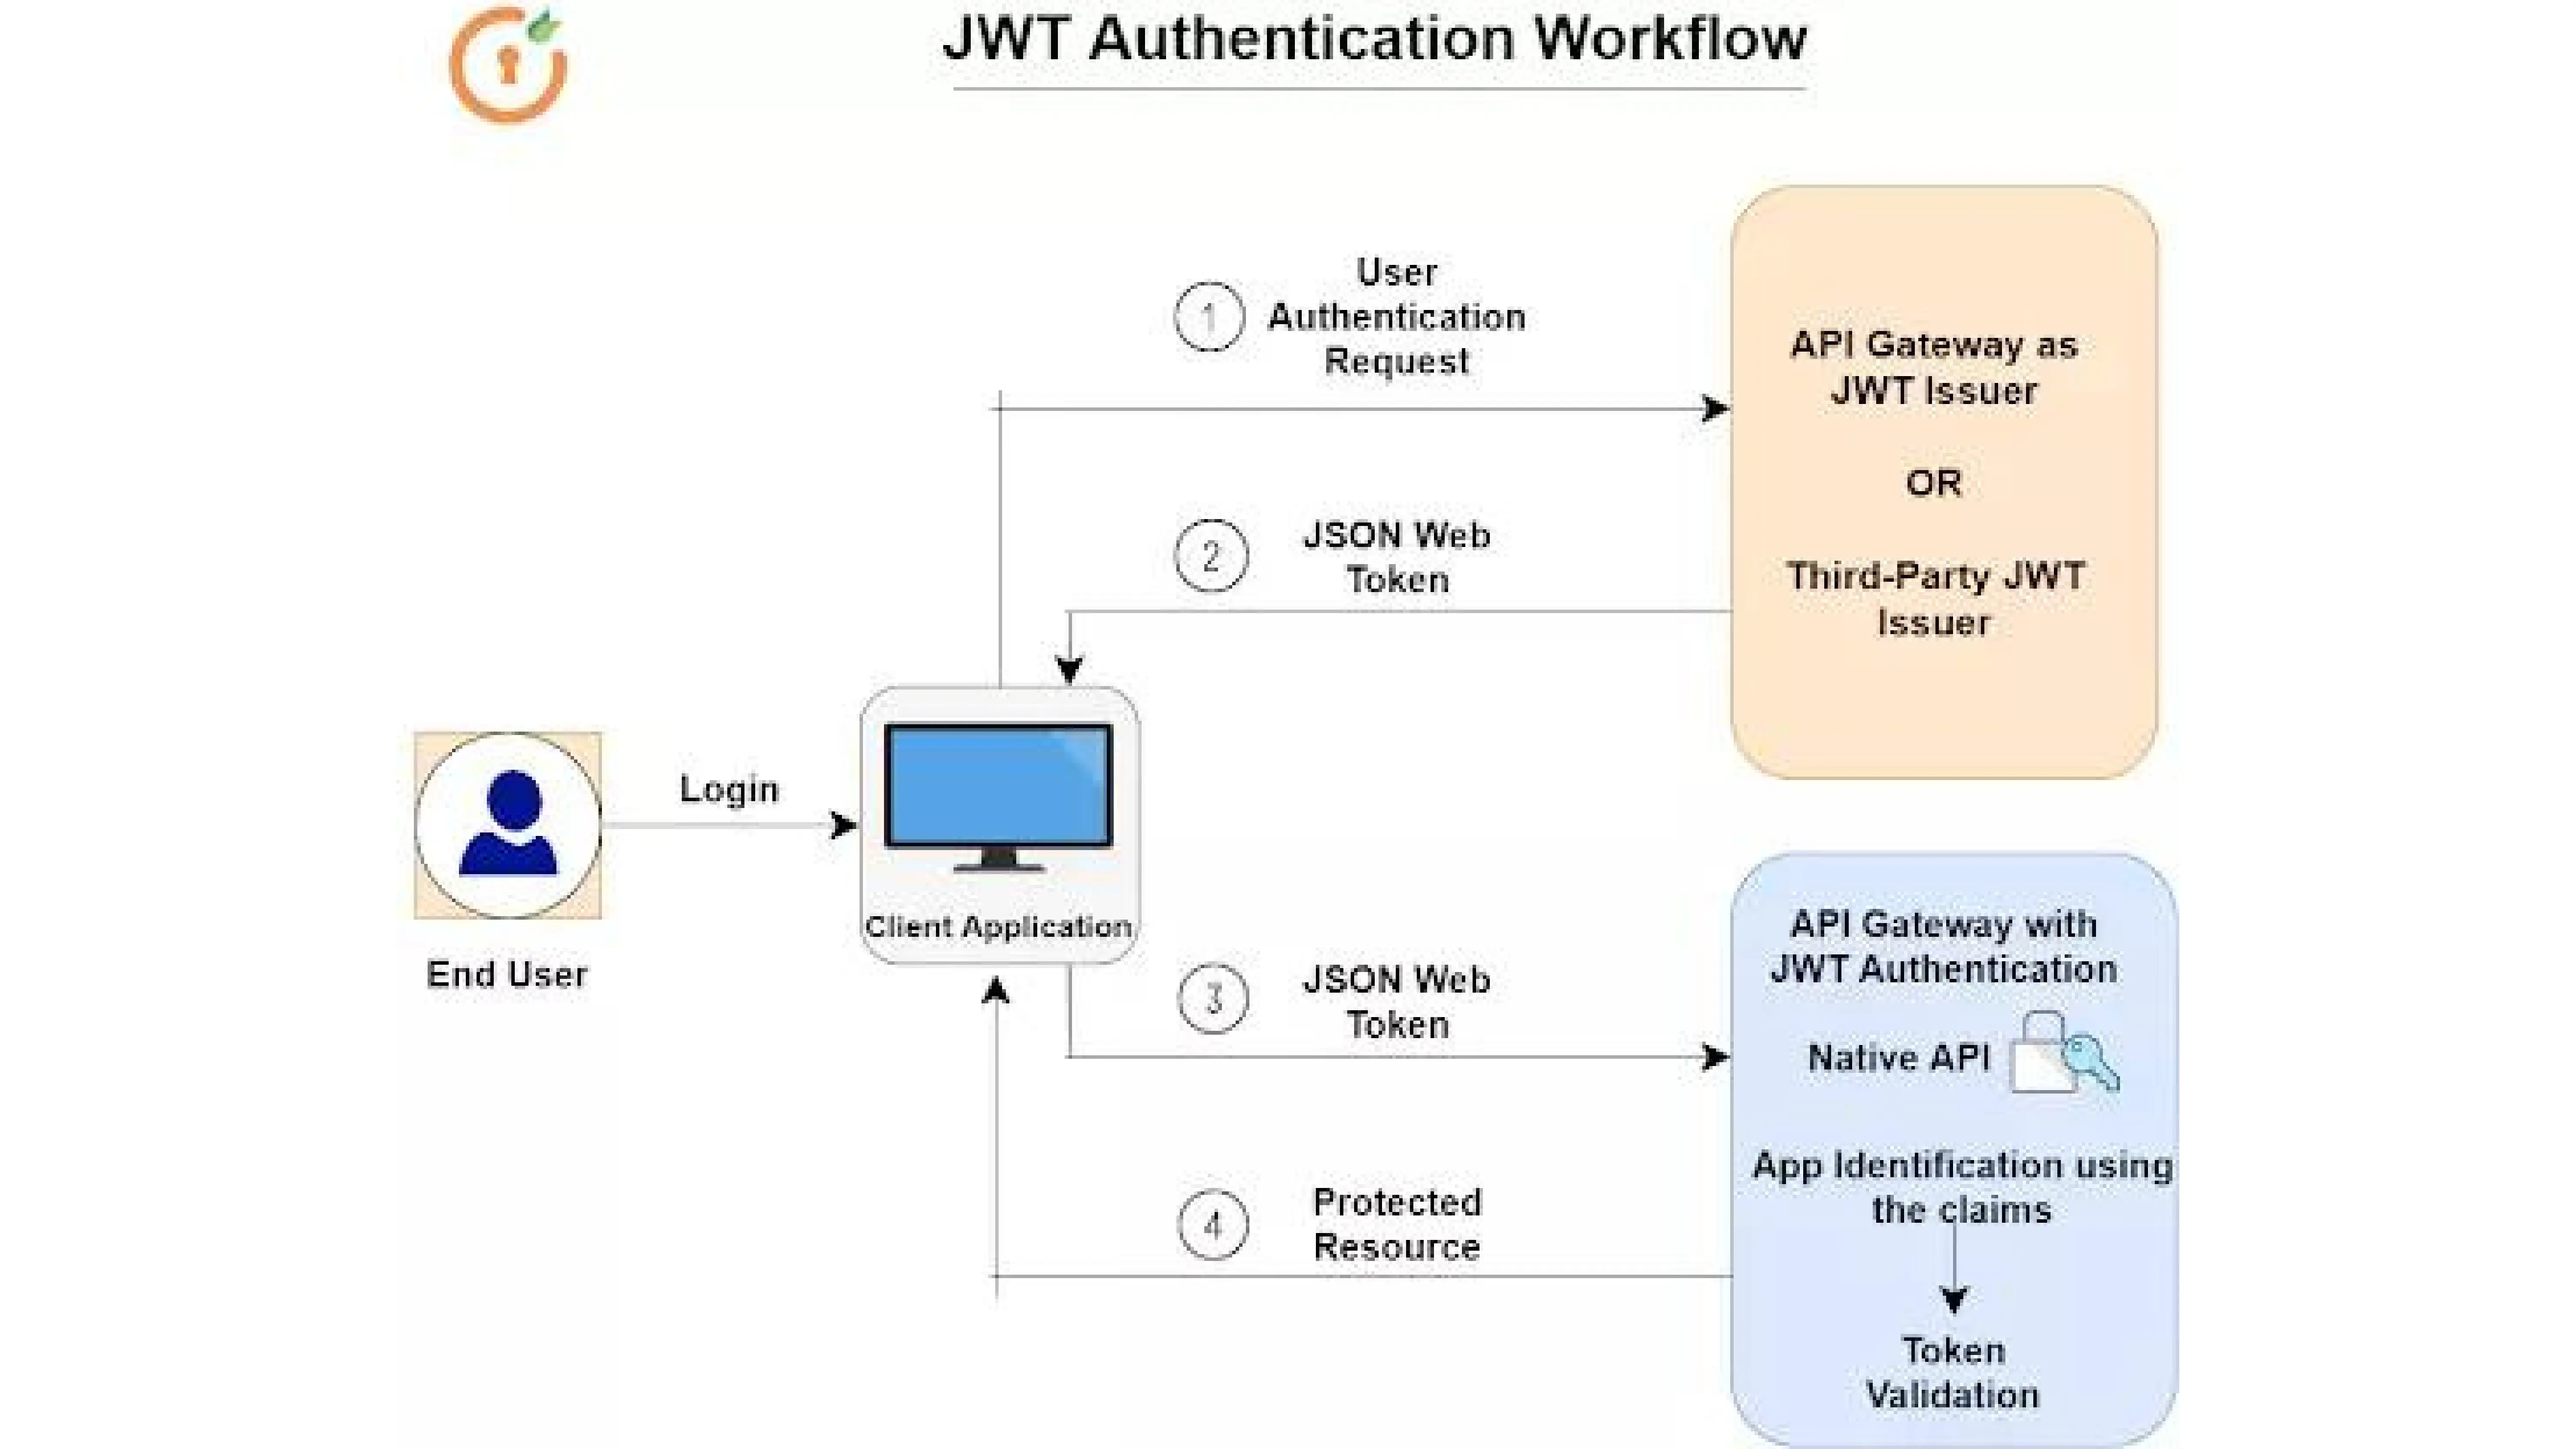 JWT Authentication Workflow
1
User
Authentication
Request
API Gateway as
JWT Issuer
OR
Third-Party JWT
Issuer
2
JSON Web
Token
Login
Client Application
End User
3
JSON Web
Token
API Gateway with
JWT Authentication
Native API
App Identification using
the claims
4
Protected
Resource
Token
Validation